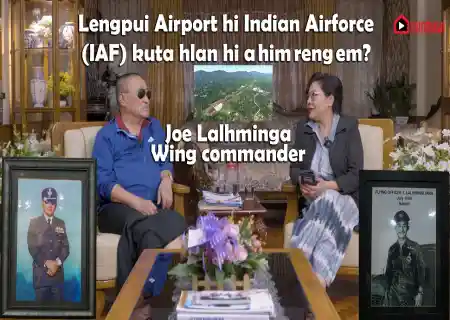 Lengpui Airport hi Indian Airforce
(IAF) kuta hlan hi a him reng em?
Joe Lalhminga
Wing commander